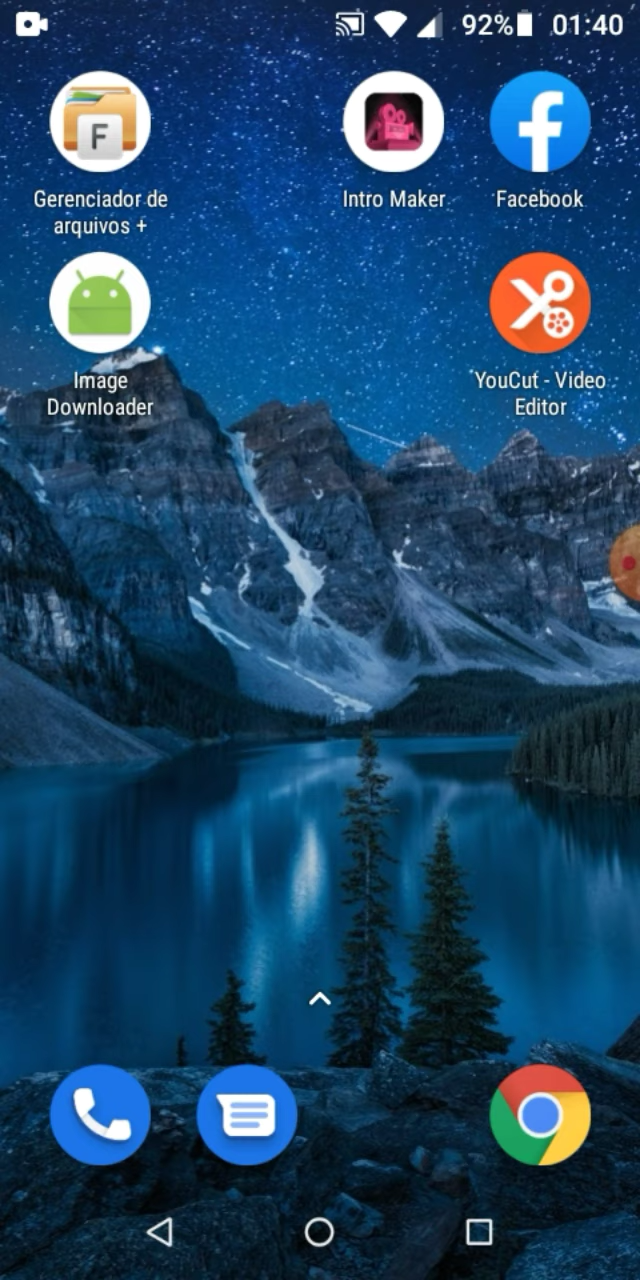 92% 01:40
Gerenciador de
arquivos +
Intro Maker
Facebook
Image
Downloader
YouCut - Video
Editor